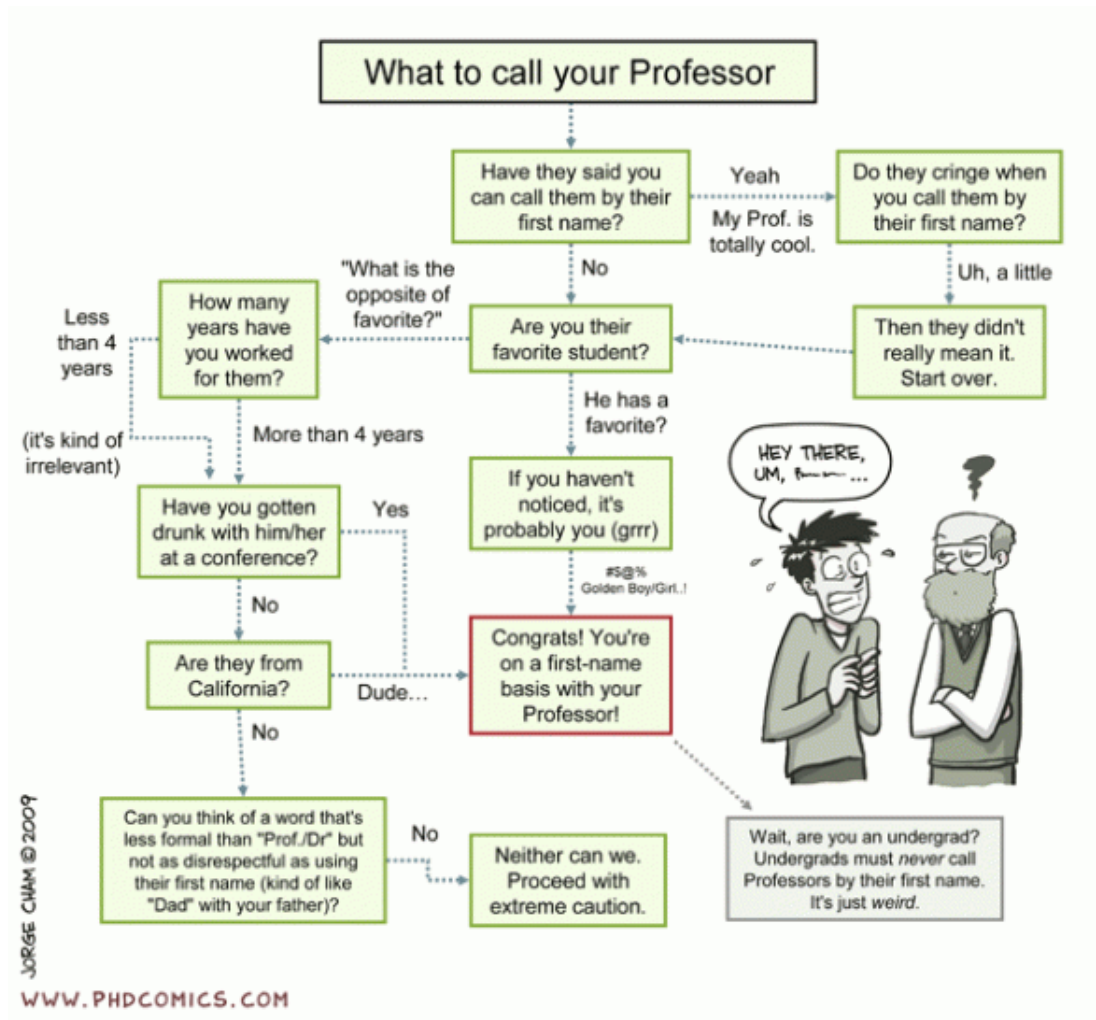 What to call your Professor
Have they said you
can call them by their
first name?
Yeah
My Prof. is
totally cool.
Do they cringe when
you call them by
their first name?
No
Uh, a little
"What is the
opposite of
favorite?"
How many
years have
you worked
for them?
Less
than 4
years
Are you their
favorite student?
Then they didn't
really mean it.
Start over.
He has a
favorite?
(it's kind of
irrelevant)
More than 4 years
HEY THERE,
UM,
...
If you haven't
noticed, it's
probably you (grrr)
Have you gotten
drunk with him/her
at a conference?
Yes
#$@%
Golden Boy/Girl..!
No
Congrats! You're
on a first-name
basis with your
Professor!
Are they from
California?
Dude...
No
Can you think of a word that's
less formal than "Prof./Dr" but
not as disrespectful as using
their first name (kind of like
"Dad" with your father)?
No
Neither can we.
Proceed with
extreme caution.
Wait, are you an undergrad?
Undergrads must never call
Professors by their first name.
It's just weird.
JORGE CHAM © 2009
WWW.PHDCOMICS.COM